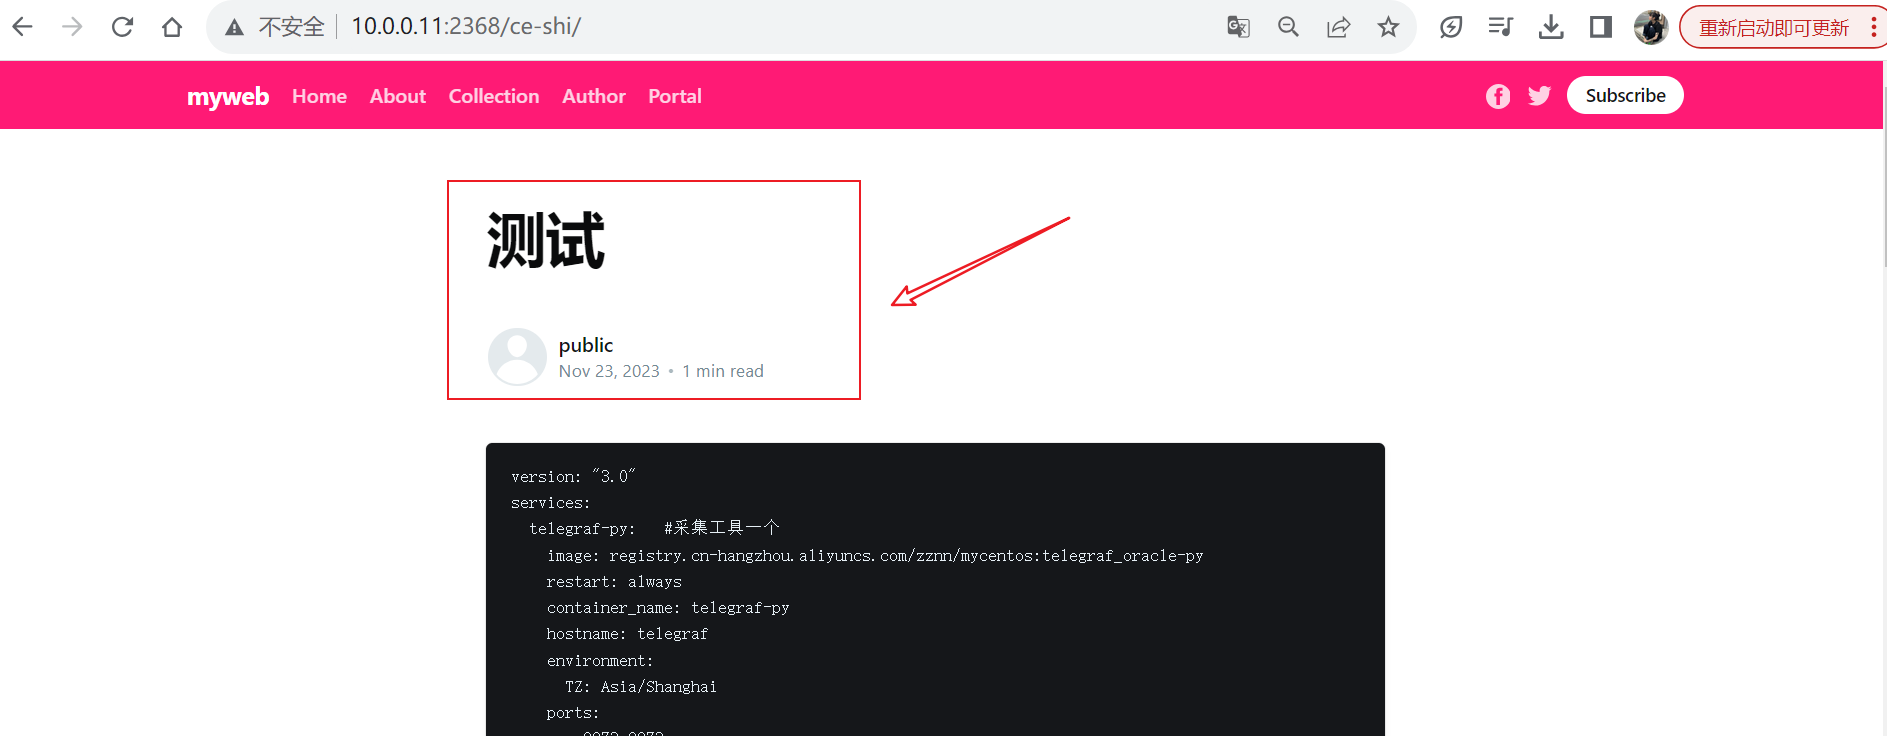 不安全 10.0.0.11:2368/ce-shi/ 重新启动即可更新
myweb Home About Collection Author Portal Subscribe
测试
public
Nov 23, 2023 • 1 min read
version: "3.0"
services:
  telegraf-py:   #采集工具一个
    image: registry.cn-hangzhou.aliyuncs.com/zznn/mycentos:telegraf_oracle-py
    restart: always
    container_name: telegraf-py
    hostname: telegraf
    environment:
      TZ: Asia/Shanghai
    ports: